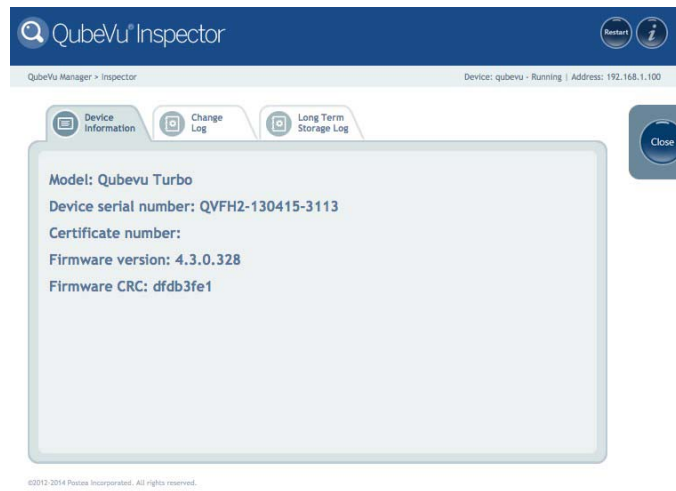 QubeVu® Inspector
Restart
i
QubeVu Manager > Inspector
Device: qubevu - Running | Address: 192.168.1.100
Device
Information
Change
Log
Long Term
Storage Log
Close
Model: Qubevu Turbo
Device serial number: QVFH2-130415-3113
Certificate number:
Firmware version: 4.3.0.328
Firmware CRC: dfdb3fe1
©2012-2014 Postea Incorporated. All rights reserved.